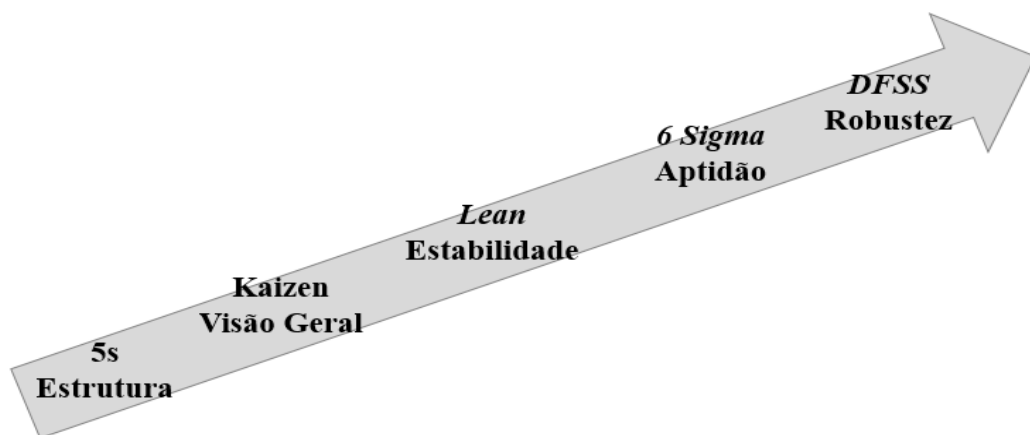 5s
Estrutura
Kaizen
Visão Geral
Lean
Estabilidade
6 Sigma
Aptidão
DFSS
Robustez